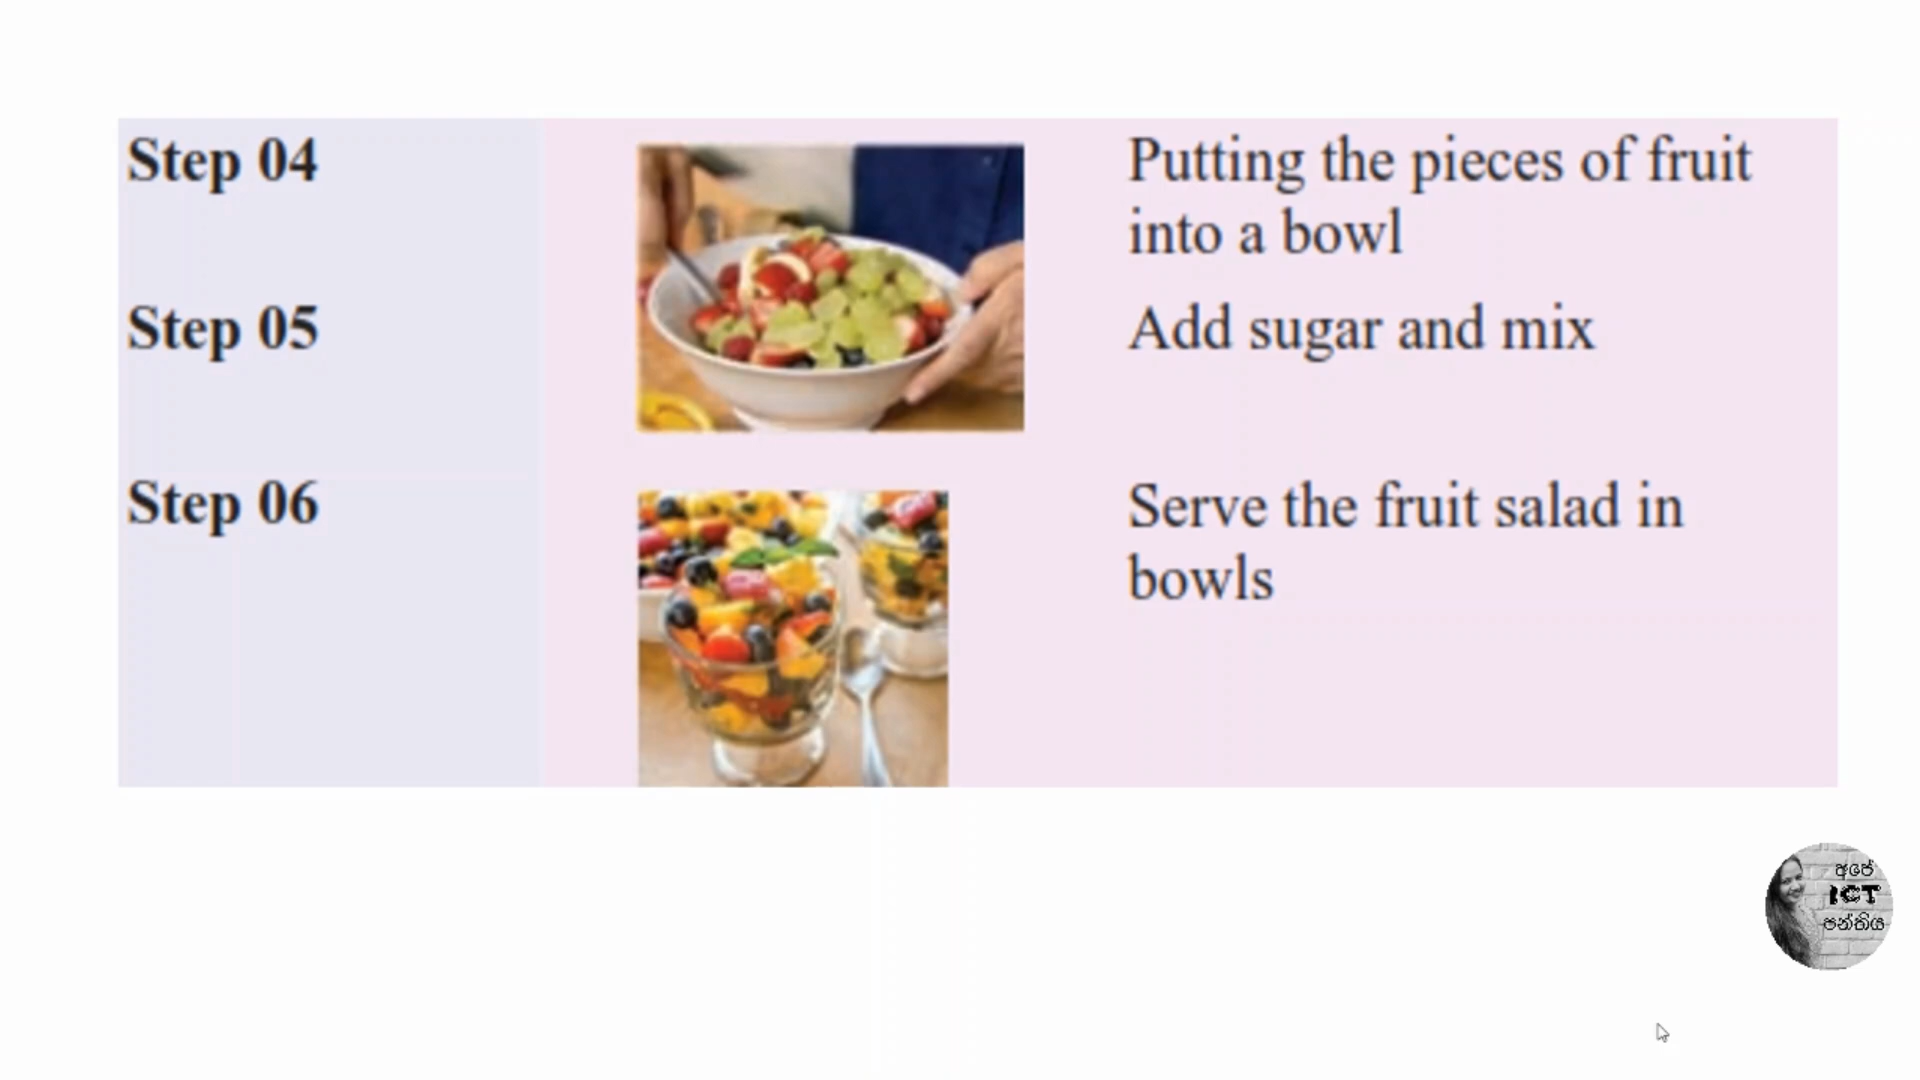 Step 04
Putting the pieces of fruit
into a bowl
Step 05
Add sugar and mix
Step 06
Serve the fruit salad in
bowls
අපේ
ICT
පන්තිය